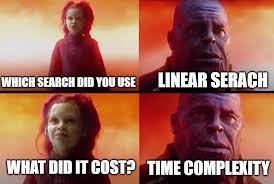 WHICH SEARCH DID YOU USE
LINEAR SERACH
WHAT DID IT COST?
TIME COMPLEXITY